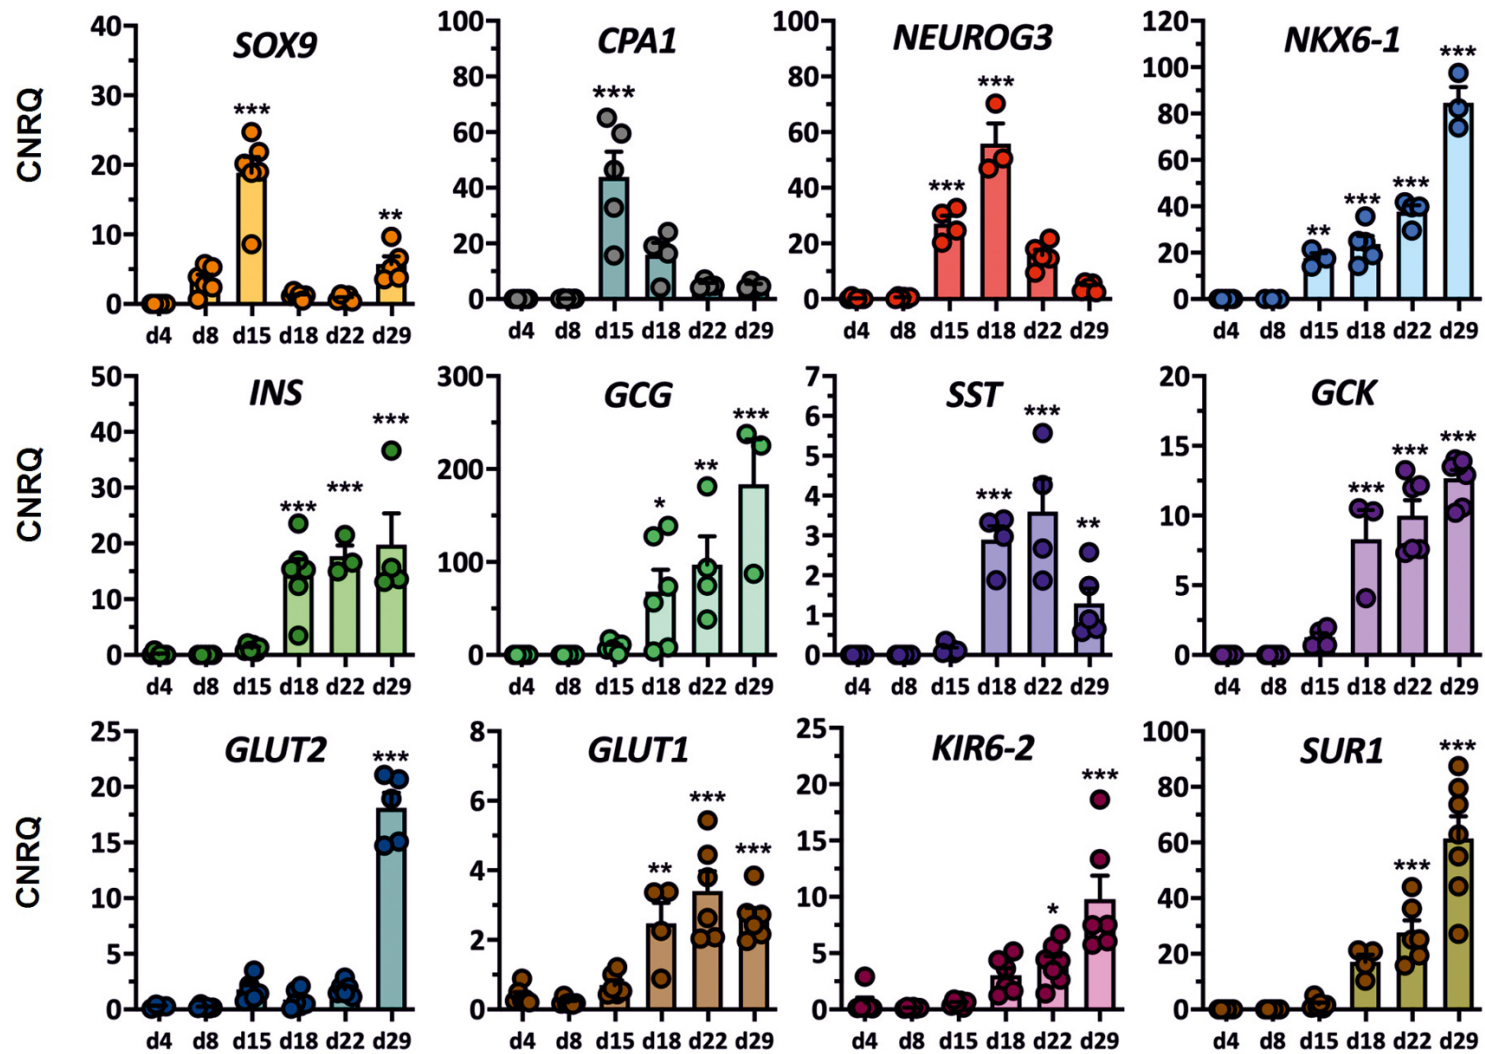 SOX9 CPA1 NEUROG3 NKX6-1
CNRQ
40 30 20 10 0
*** **
d4 d8 d15 d18 d22 d29
100 80 60 40 20 0
***
d4 d8 d15 d18 d22 d29
100 80 60 40 20 0
*** ***
d4 d8 d15 d18 d22 d29
120 100 80 60 40 20 0
** *** *** ***
d4 d8 d15 d18 d22 d29
INS GCG SST GCK
CNRQ
50 40 30 20 10 0
*** *** ***
d4 d8 d15 d18 d22 d29
300 200 100 0
* ** ***
d4 d8 d15 d18 d22 d29
7 6 5 4 3 2 1 0
*** *** **
d4 d8 d15 d18 d22 d29
20 15 10 5 0
*** *** ***
d4 d8 d15 d18 d22 d29
GLUT2 GLUT1 KIR6-2 SUR1
CNRQ
25 20 15 10 5 0
***
d4 d8 d15 d18 d22 d29
8 6 4 2 0
** *** ***
d4 d8 d15 d18 d22 d29
25 20 15 10 5 0
* ***
d4 d8 d15 d18 d22 d29
100 80 60 40 20 0
*** ***
d4 d8 d15 d18 d22 d29